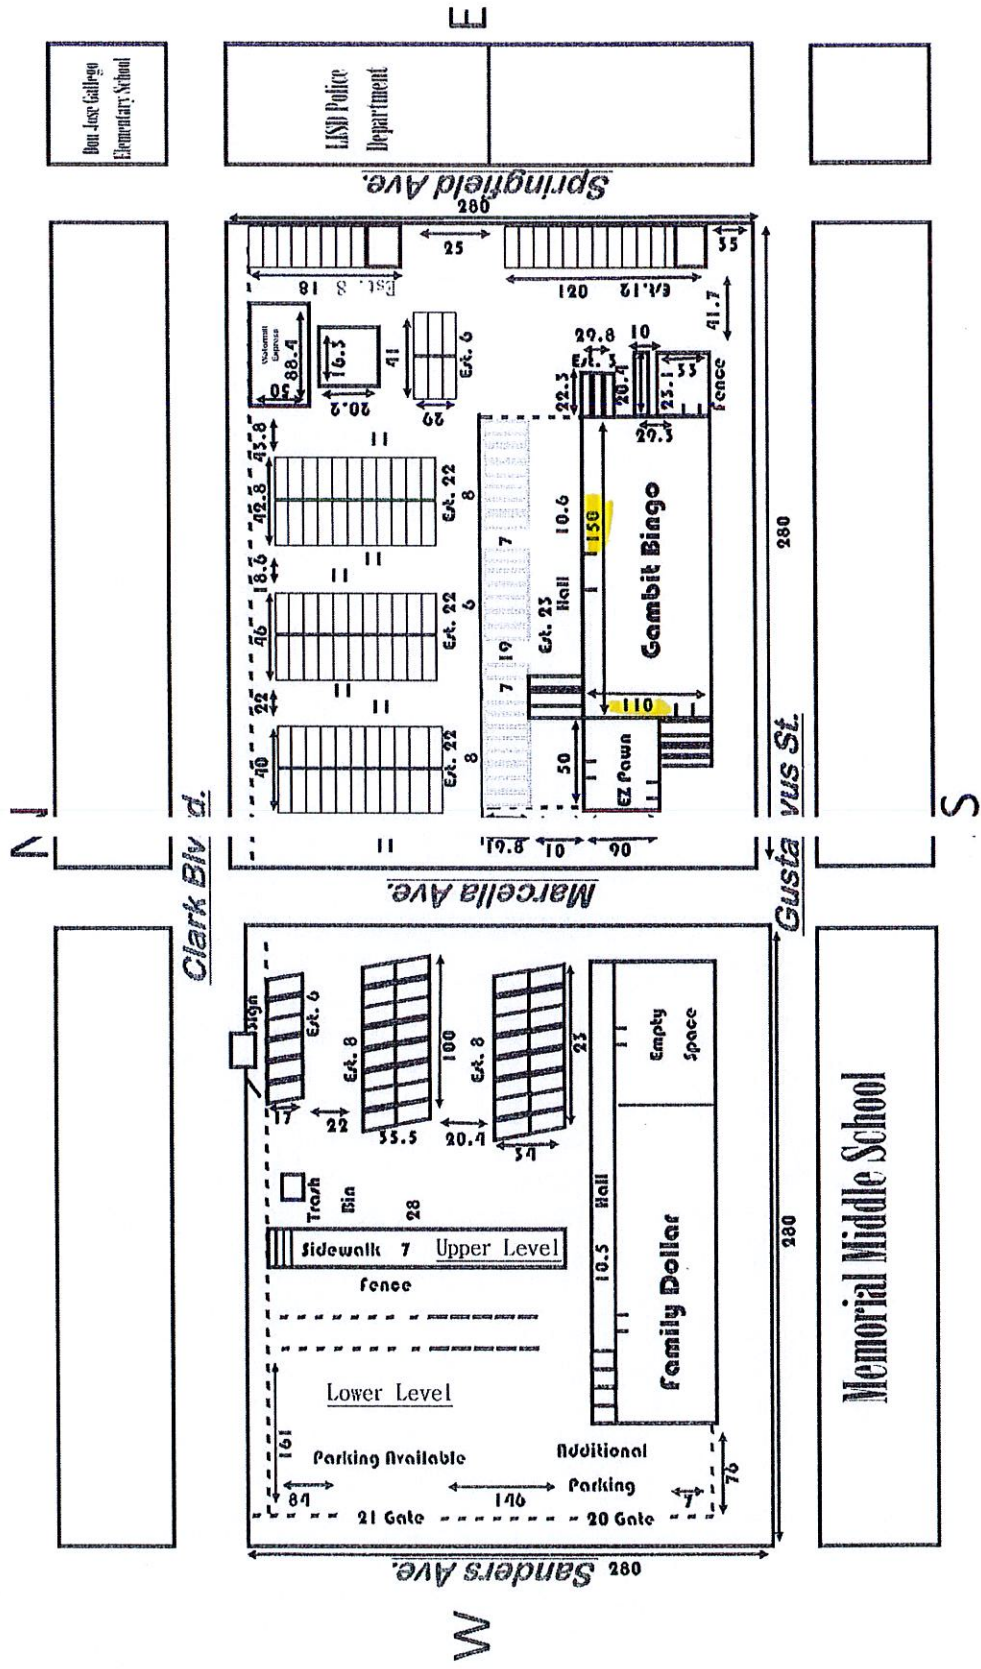 E
Don Jose Gallego
Elementary School
LISD Police
Department
Springfield Ave.
280
Est. 8 18
25
Est.12 120
35
41.7
Watermill
Express
50
88.4
16.3
20.2
41
29
Est. 6
29.8
Est. 3
22.3
20.4
10
23.1
33
Fence
29.3
43.8
42.8
Est. 22
8
18.6
46
Est. 22
6
22
40
Est. 22
8
7
19
7
10.6
Est. 23
Hall
150
Gambit Bingo
110
50
EZ Pawn
19.8
10
90
280
N
Clark Blvd.
Marcella Ave.
Gustavus St.
S
Sign
Est. 6
17
22
Est. 8
100
33.5
20.4
Est. 8
23
34
Empty
Space
Trash
Bin
28
Sidewalk 7 Upper Level
Fence
10.5
Hall
Family Dollar
Lower Level
161
Parking Available
Additional
Parking
84
146
7
76
21 Gate
20 Gate
280
Memorial Middle School
Sanders Ave. 280
W